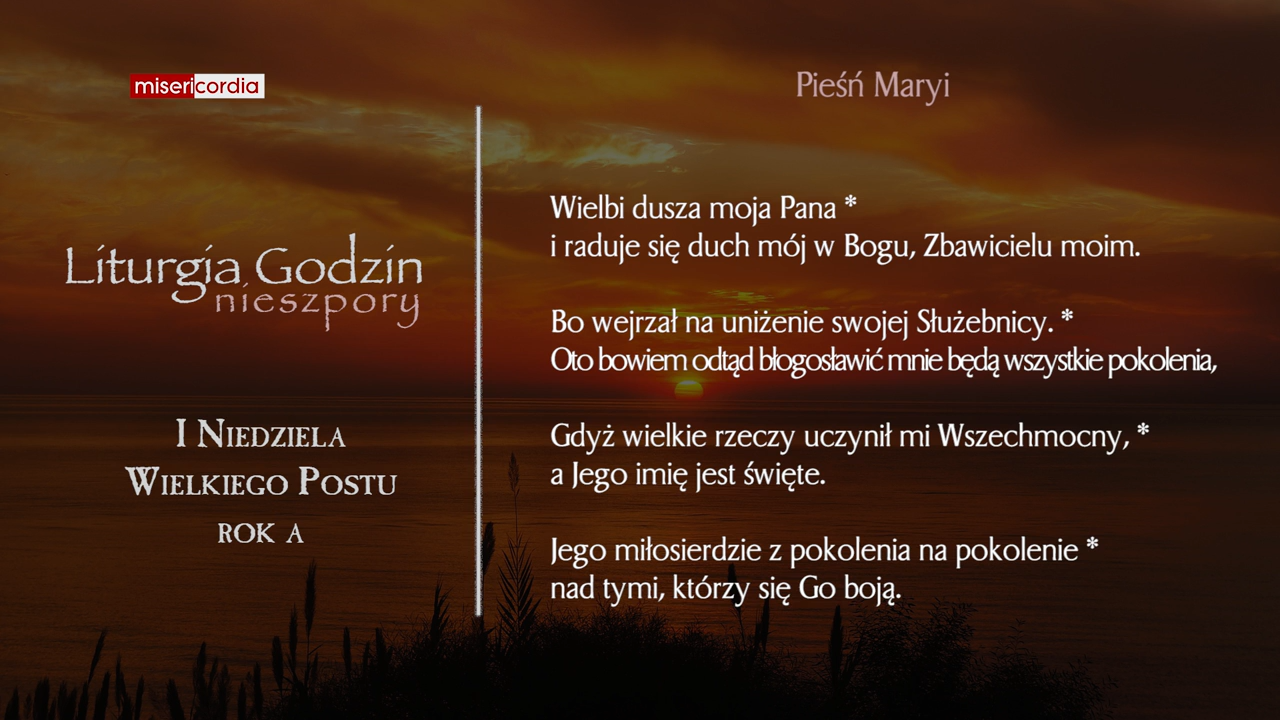 misericordia
Liturgia Godzin
nieszpory
I Niedziela
Wielkiego Postu
rok a
Pieśń Maryi
Wielbi dusza moja Pana *
i raduje się duch mój w Bogu, Zbawicielu moim.
Bo wejrzał na uniżenie swojej Służebnicy. *
Oto bowiem odtąd błogosławić mnie będą wszystkie pokolenia,
Gdyż wielkie rzeczy uczynił mi Wszechmocny, *
a Jego imię jest święte.
Jego miłosierdzie z pokolenia na pokolenie *
nad tymi, którzy się Go boją.